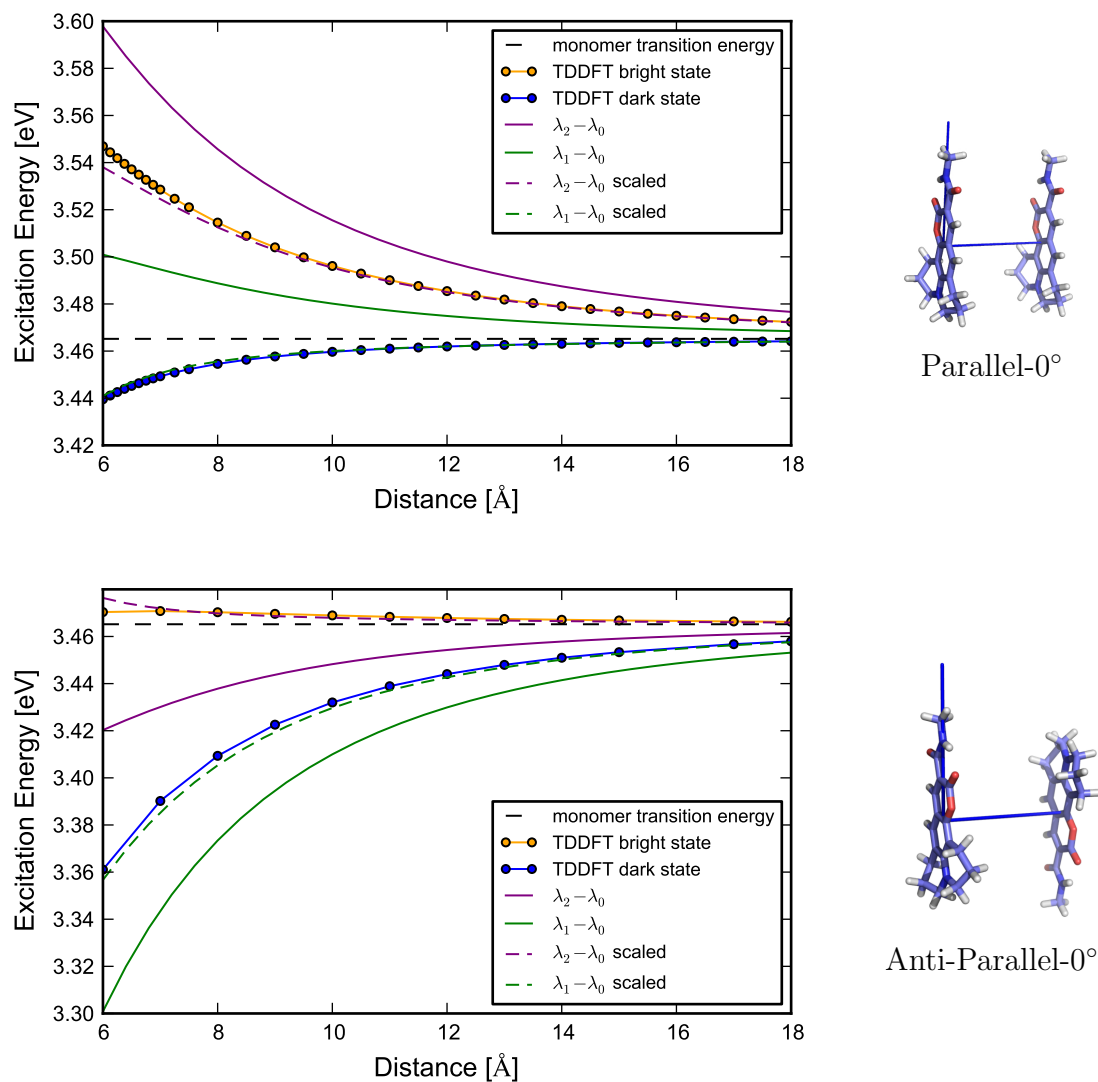 3.60
3.58
3.56
3.54
3.52
3.50
3.48
3.46
3.44
3.42
Excitation Energy [eV]
monomer transition energy
TDDFT bright state
TDDFT dark state
λ₂−λ₀
λ₁−λ₀
λ₂−λ₀ scaled
λ₁−λ₀ scaled
6 8 10 12 14 16 18
Distance [Å]
Parallel-0°
3.46
3.44
3.42
3.40
3.38
3.36
3.34
3.32
3.30
Excitation Energy [eV]
monomer transition energy
TDDFT bright state
TDDFT dark state
λ₂−λ₀
λ₁−λ₀
λ₂−λ₀ scaled
λ₁−λ₀ scaled
6 8 10 12 14 16 18
Distance [Å]
Anti-Parallel-0°